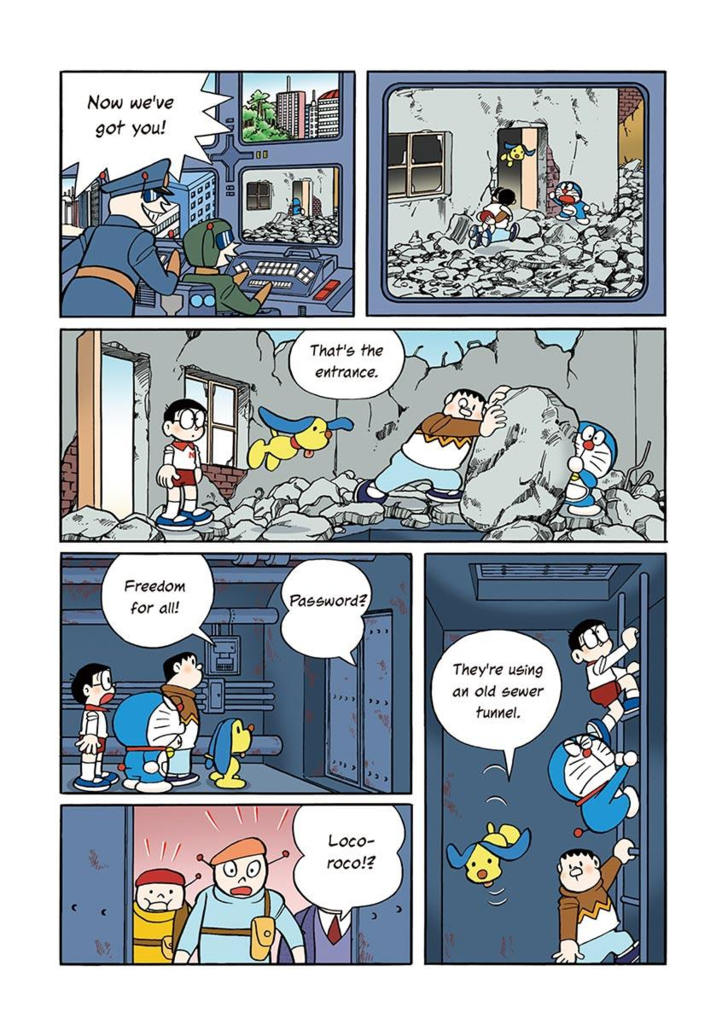 Now we've
got you!
That's the
entrance.
N
They're using
an old sewer
tunnel.
Password?
Freedom
for all!
Loco-
roco!?